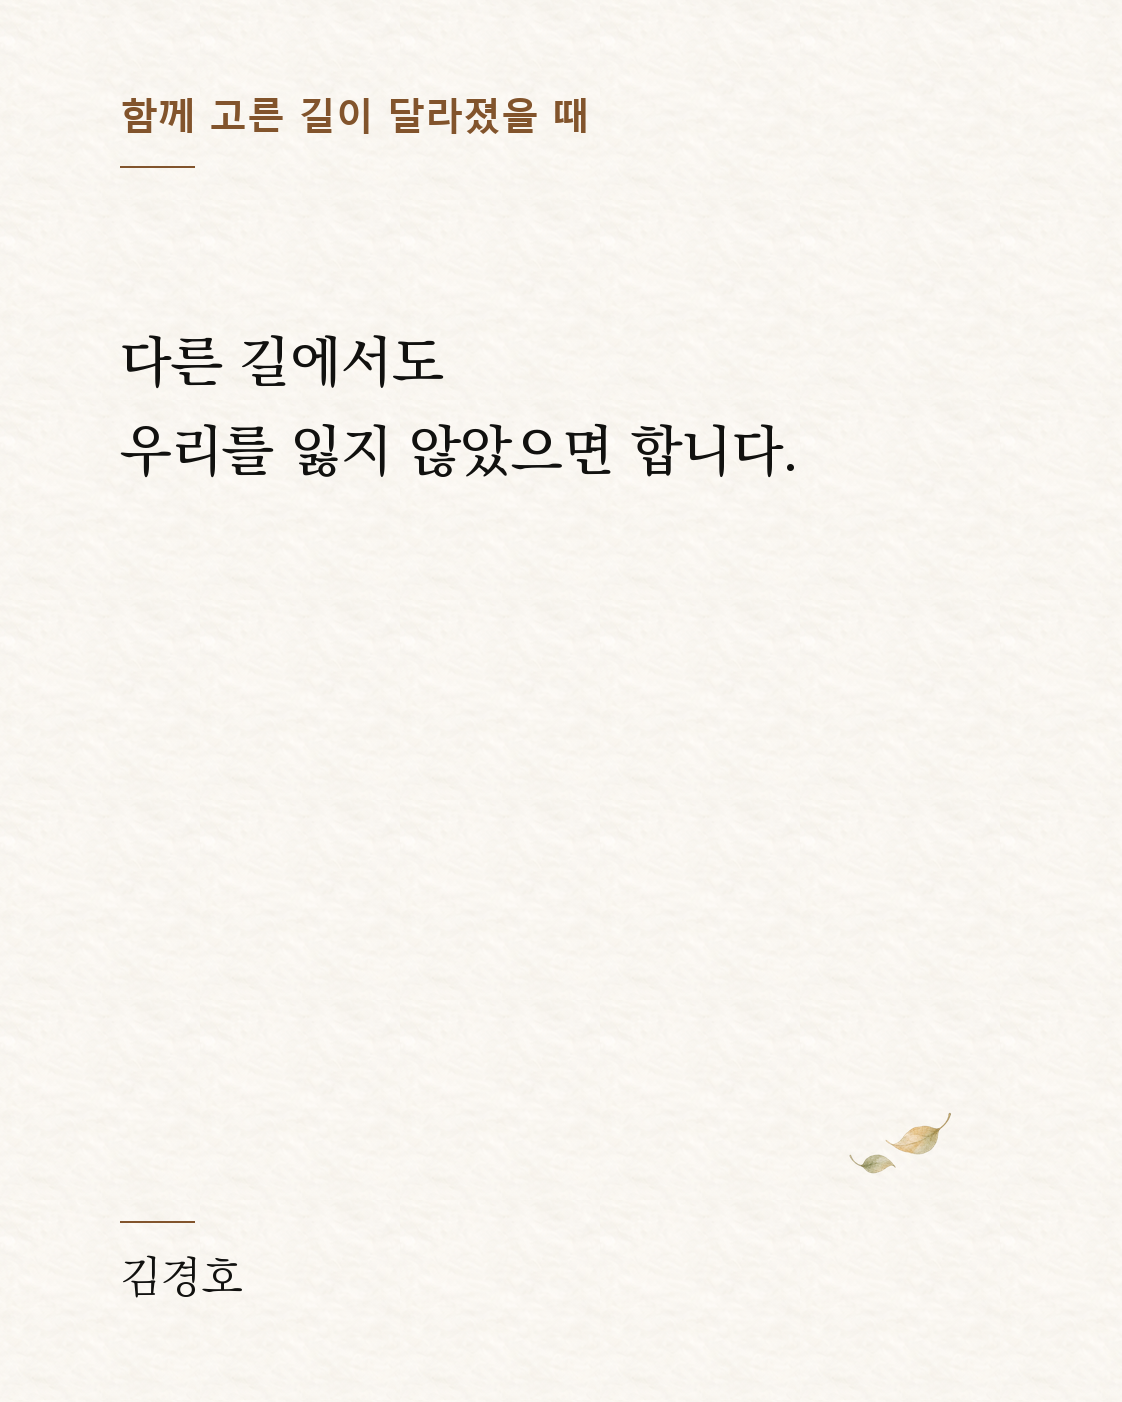 함께 고른 길이 달라졌을 때
다른 길에서도
우리를 잃지 않았으면 합니다.
김경호